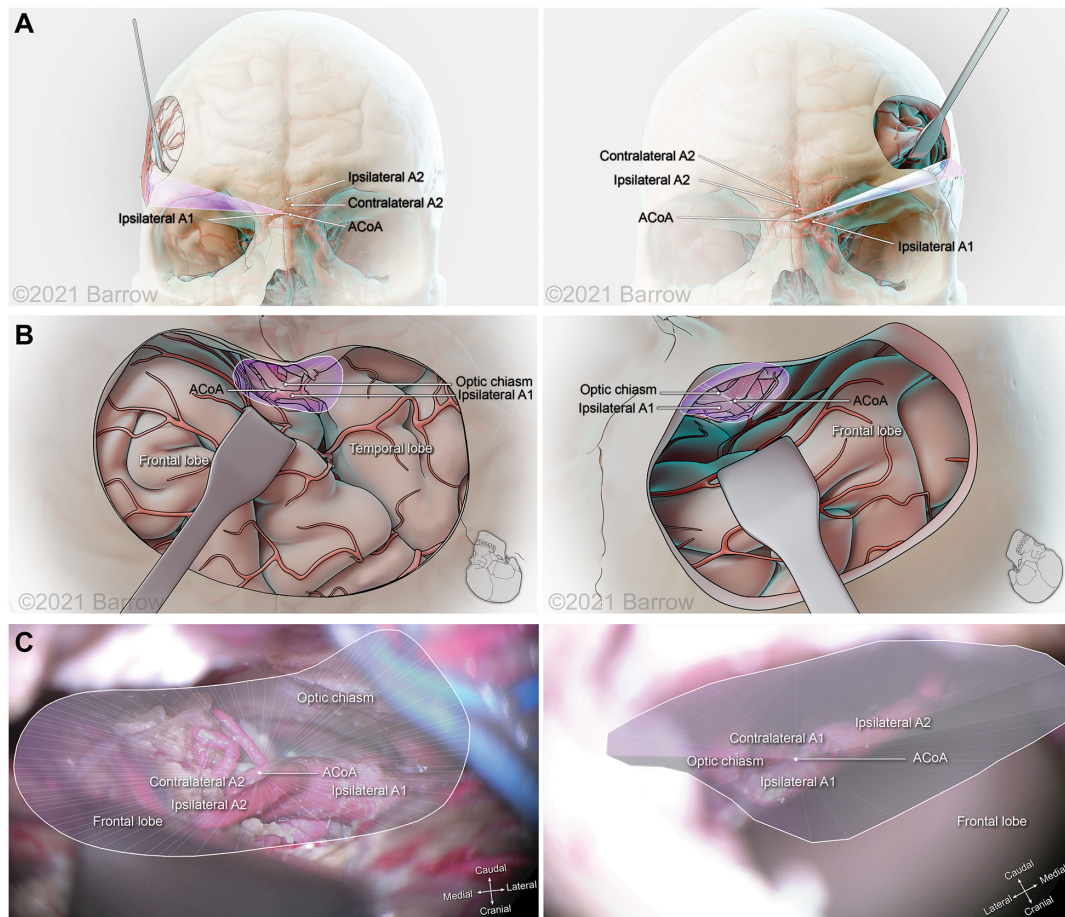 A
Ipsilateral A2
Contralateral A2
Ipsilateral A1
ACoA
©2021 Barrow
Contralateral A2
Ipsilateral A2
ACoA
Ipsilateral A1
©2021 Barrow
B
ACoA
Optic chiasm
Ipsilateral A1
Frontal lobe
Temporal lobe
©2021 Barrow
Optic chiasm
Ipsilateral A1
ACoA
Frontal lobe
©2021 Barrow
C
Optic chiasm
Contralateral A2
ACoA
Ipsilateral A2
Ipsilateral A1
Frontal lobe
Caudal
Medial
Lateral
Cranial
Ipsilateral A2
Contralateral A1
Optic chiasm
ACoA
Ipsilateral A1
Frontal lobe
Caudal
Medial
Lateral
Cranial